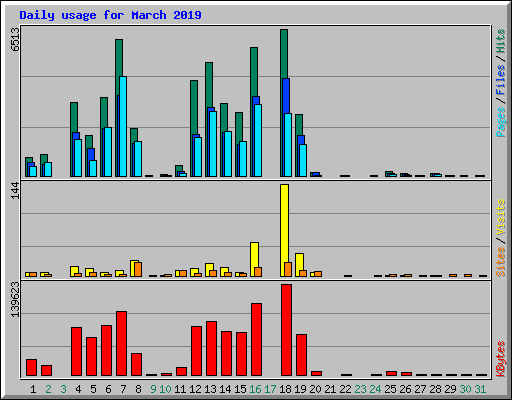 Daily usage for March 2019
6513
Pages / Files / Hits
144
Sites / Visits
139623
KBytes
1 2 3 4 5 6 7 8 9 10 11 12 13 14 15 16 17 18 19 20 21 22 23 24 25 26 27 28 29 30 31